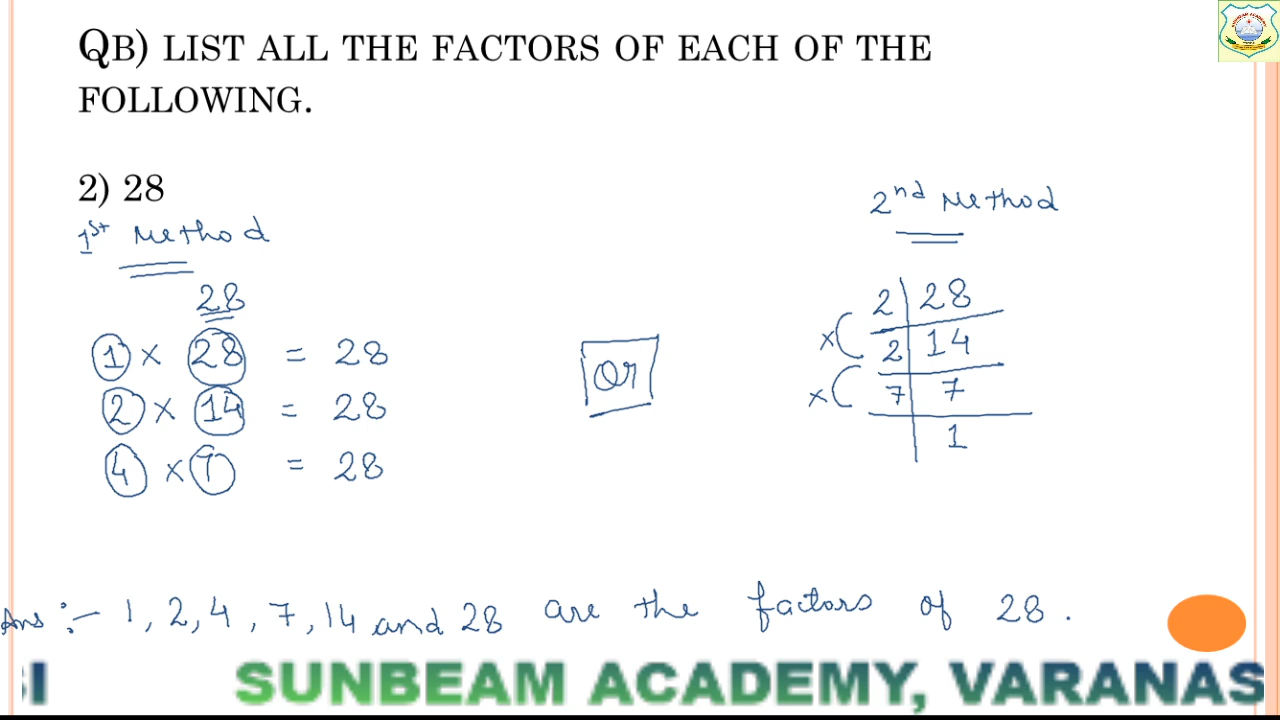 QB) LIST ALL THE FACTORS OF EACH OF THE
FOLLOWING.
2) 28
1st Method
28
1 × 28 = 28
2 × 14 = 28
4 × 7 = 28
Or
2nd Method
2 | 28
× ( 2 | 14
× ( 7 | 7
| 1
Ans :- 1, 2, 4, 7, 14 and 28 are the factors of 28.
SI SUNBEAM ACADEMY, VARANAS